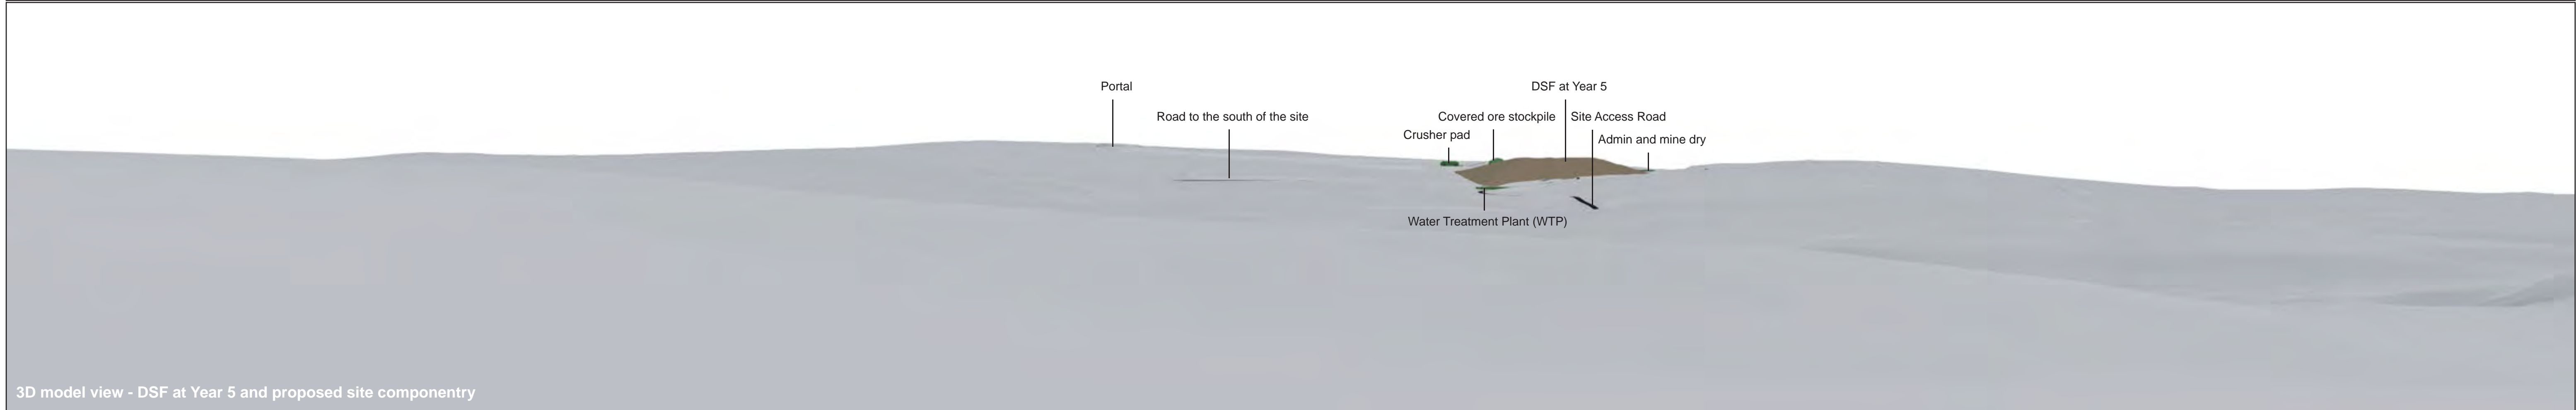 Portal
DSF at Year 5
Road to the south of the site
Covered ore stockpile
Site Access Road
Crusher pad
Admin and mine dry
Water Treatment Plant (WTP)
3D model view - DSF at Year 5 and proposed site componentry